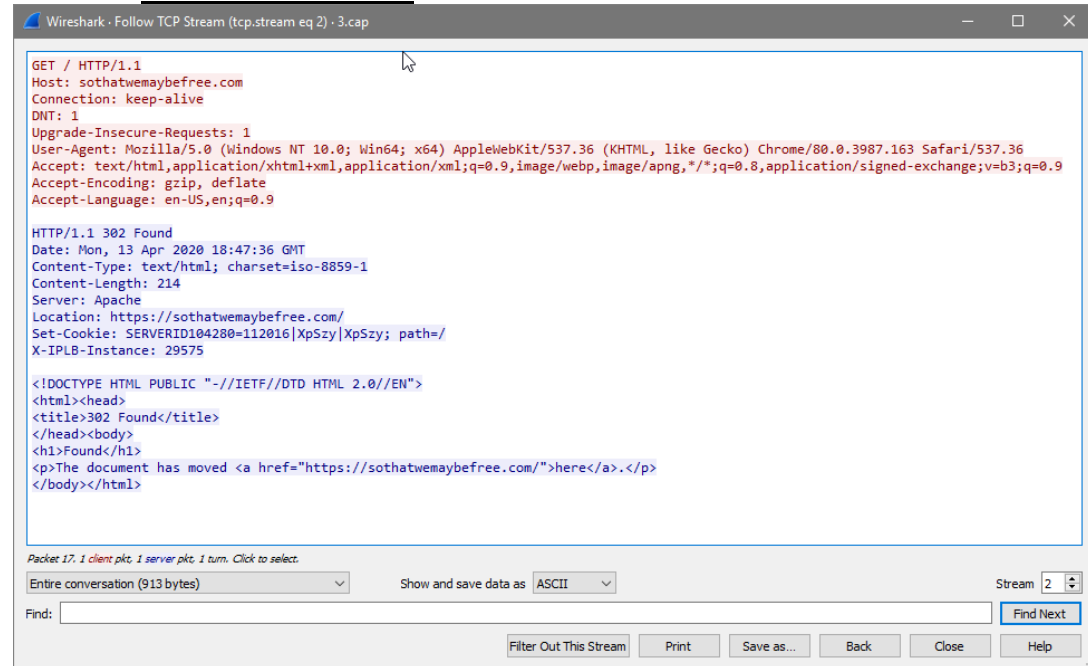 Wireshark · Follow TCP Stream (tcp.stream eq 2) · 3.cap
GET / HTTP/1.1
Host: sothatwemaybefree.com
Connection: keep-alive
DNT: 1
Upgrade-Insecure-Requests: 1
User-Agent: Mozilla/5.0 (Windows NT 10.0; Win64; x64) AppleWebKit/537.36 (KHTML, like Gecko) Chrome/80.0.3987.163 Safari/537.36
Accept: text/html,application/xhtml+xml,application/xml;q=0.9,image/webp,image/apng,*/*;q=0.8,application/signed-exchange;v=b3;q=0.9
Accept-Encoding: gzip, deflate
Accept-Language: en-US,en;q=0.9
HTTP/1.1 302 Found
Date: Mon, 13 Apr 2020 18:47:36 GMT
Content-Type: text/html; charset=iso-8859-1
Content-Length: 214
Server: Apache
Location: https://sothatwemaybefree.com/
Set-Cookie: SERVERID104280=112016|XpSzy|XpSzy; path=/
X-IPLB-Instance: 29575
<!DOCTYPE HTML PUBLIC "-//IETF//DTD HTML 2.0//EN">
<html><head>
<title>302 Found</title>
</head><body>
<h1>Found</h1>
<p>The document has moved <a href="https://sothatwemaybefree.com/">here</a>.</p>
</body></html>
Packet 17. 1 client pkt, 1 server pkt, 1 turn. Click to select.
Entire conversation (913 bytes) Show and save data as ASCII Stream 2
Find: Find Next
Filter Out This Stream Print Save as... Back Close Help